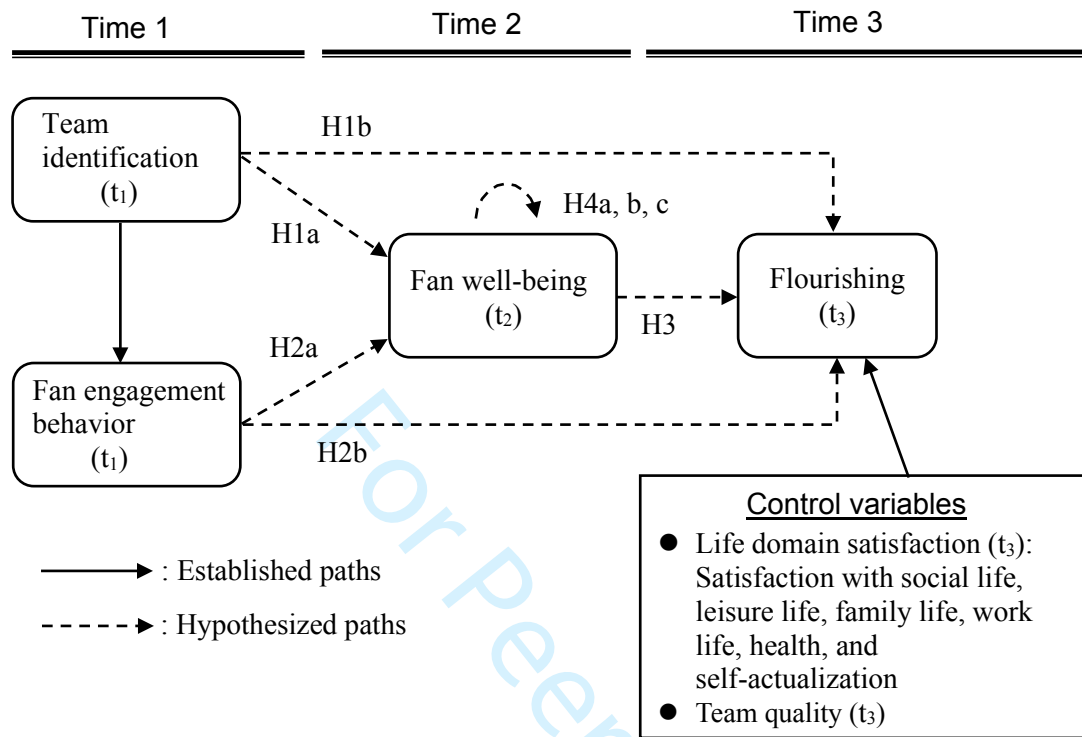 Time 1
Time 2
Time 3
Team
identification
(t₁)
H1b
H1a
H4a, b, c
Fan well-being
(t₂)
Flourishing
(t₃)
H3
H2a
Fan engagement
behavior
(t₁)
H2b
Control variables
● Life domain satisfaction (t₃):
Satisfaction with social life,
leisure life, family life, work
life, health, and
self-actualization
● Team quality (t₃)
: Established paths
: Hypothesized paths
For Peer